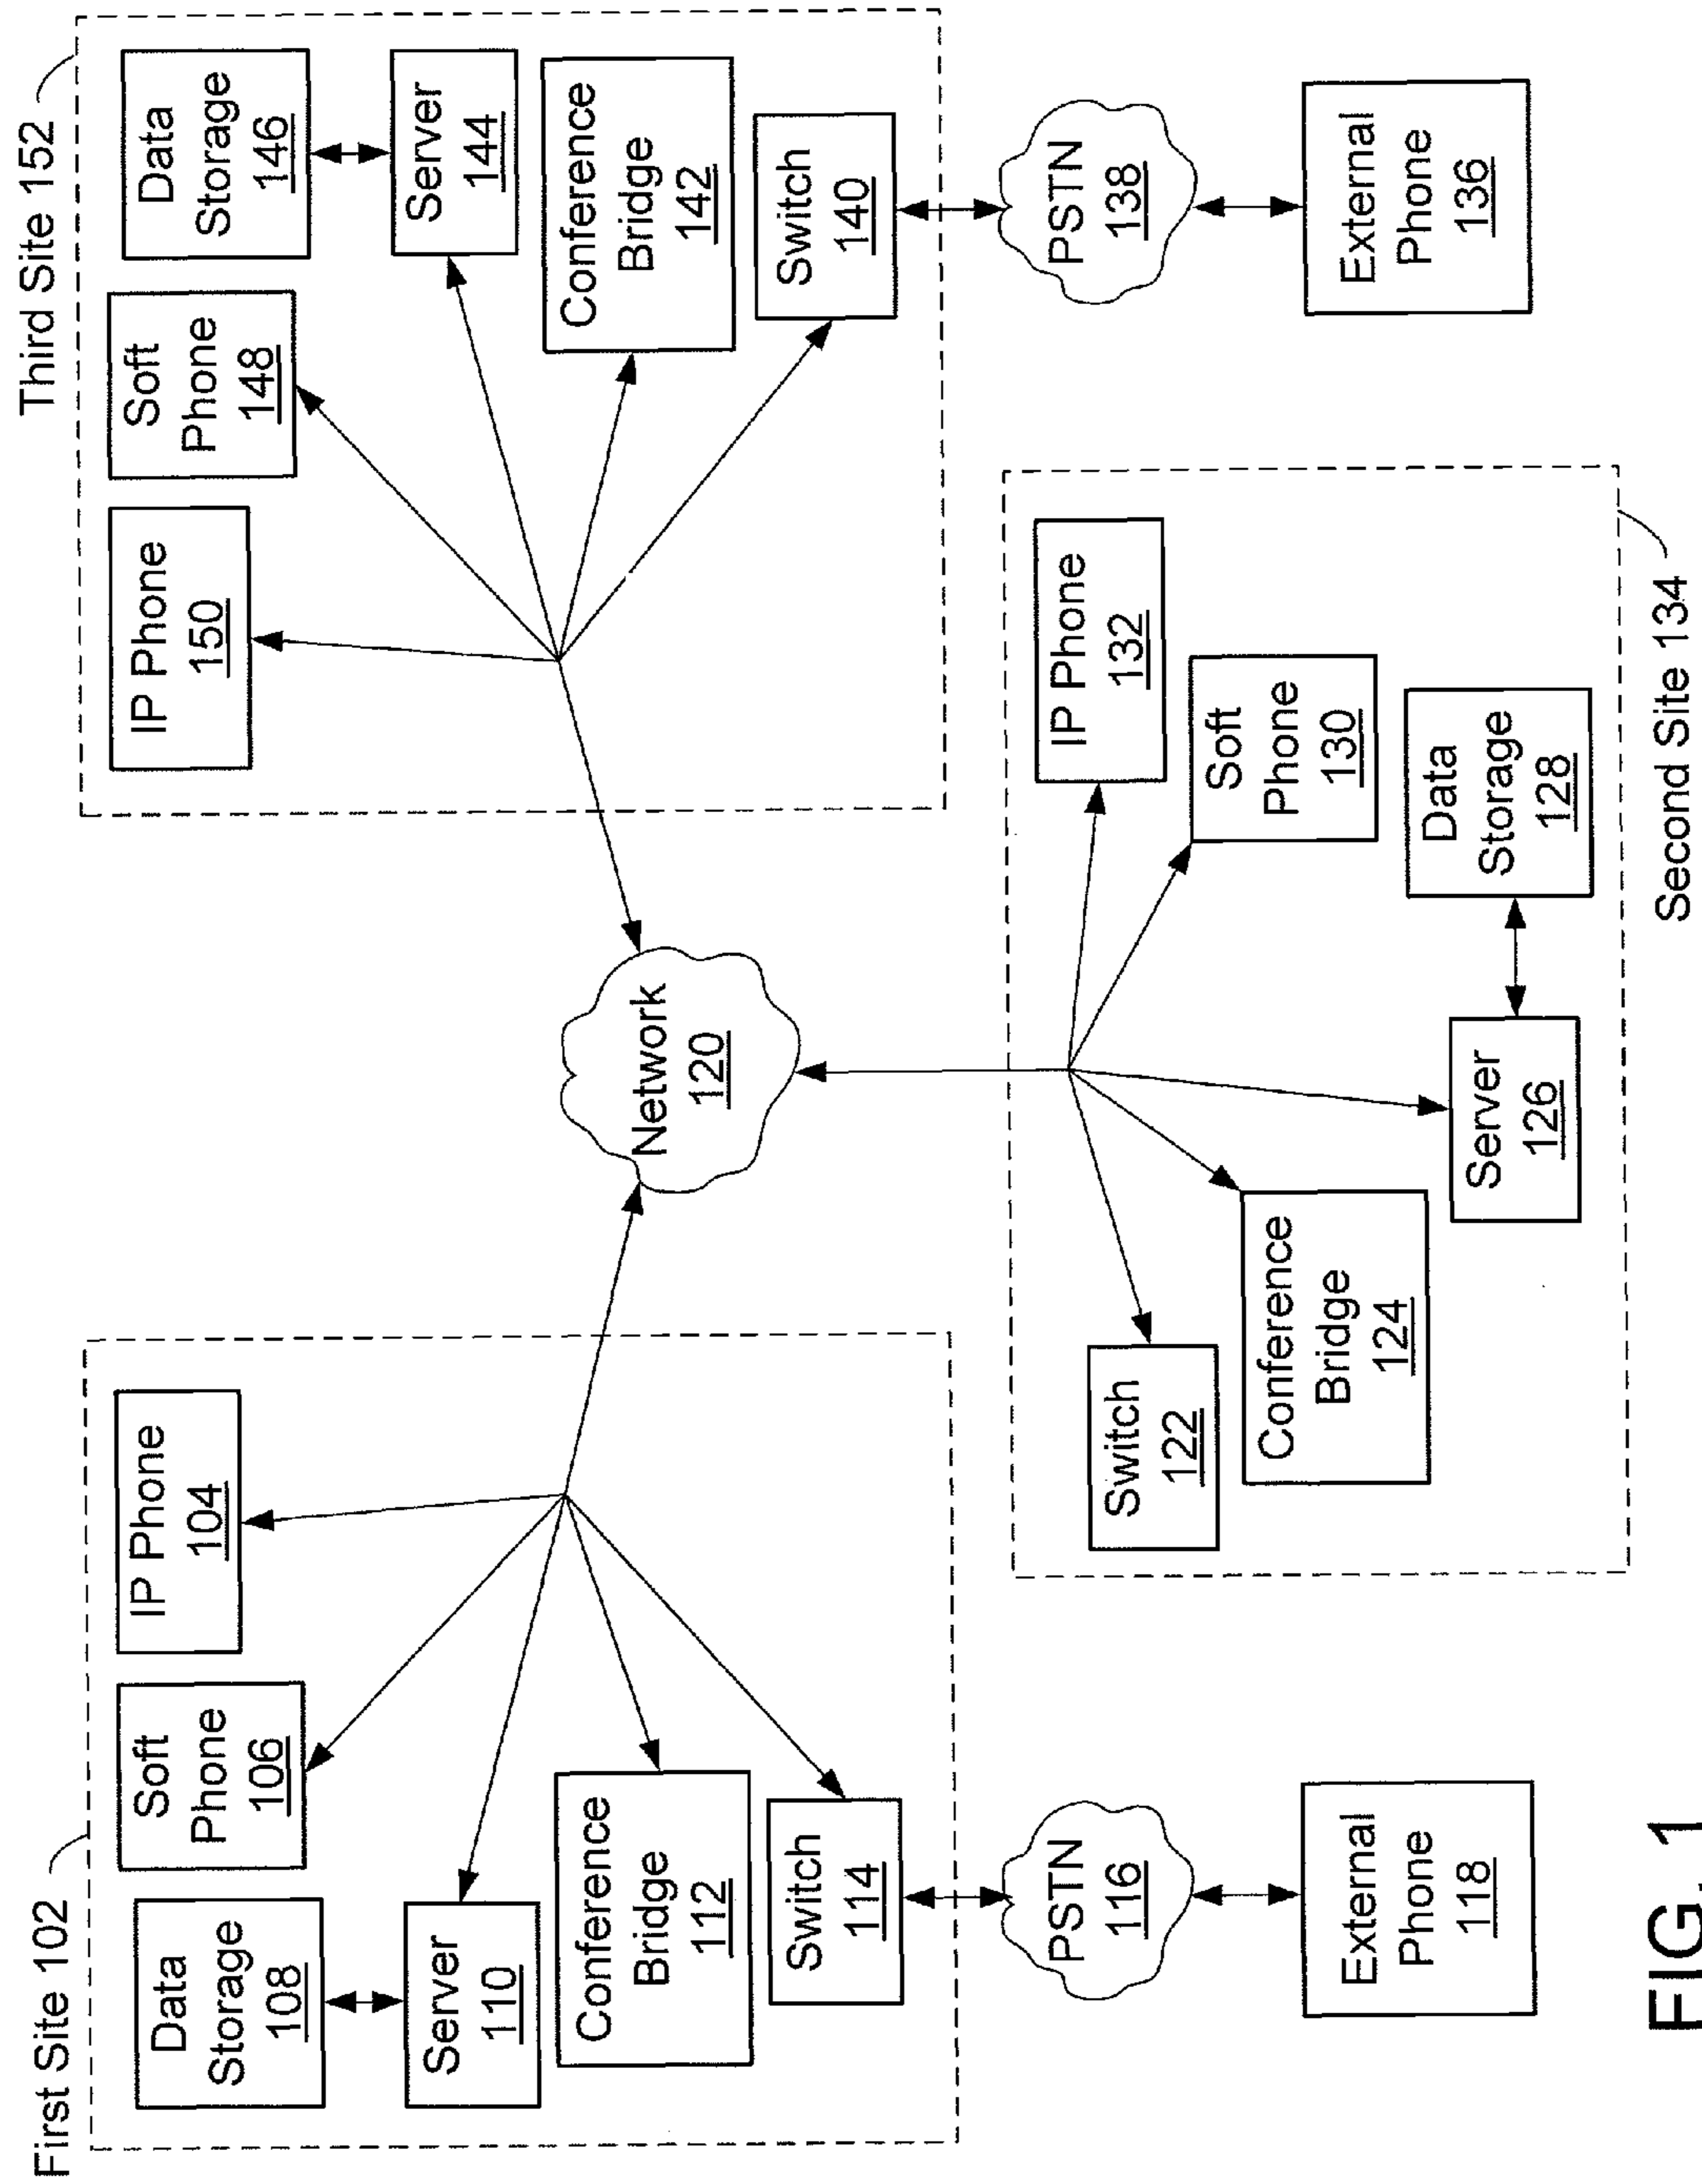 First Site 102
Data
Storage
108
Soft
Phone
106
IP Phone
104
Server
110
Conference
Bridge
112
Switch
114
PSTN
116
External
Phone
118
Network
120
Third Site 152
IP Phone
150
Soft
Phone
148
Data
Storage
146
Server
144
Conference
Bridge
142
Switch
140
PSTN
138
External
Phone
136
Switch
122
Conference
Bridge
124
Server
126
Data
Storage
128
Soft
Phone
130
IP Phone
132
Second Site 134
FIG. 1